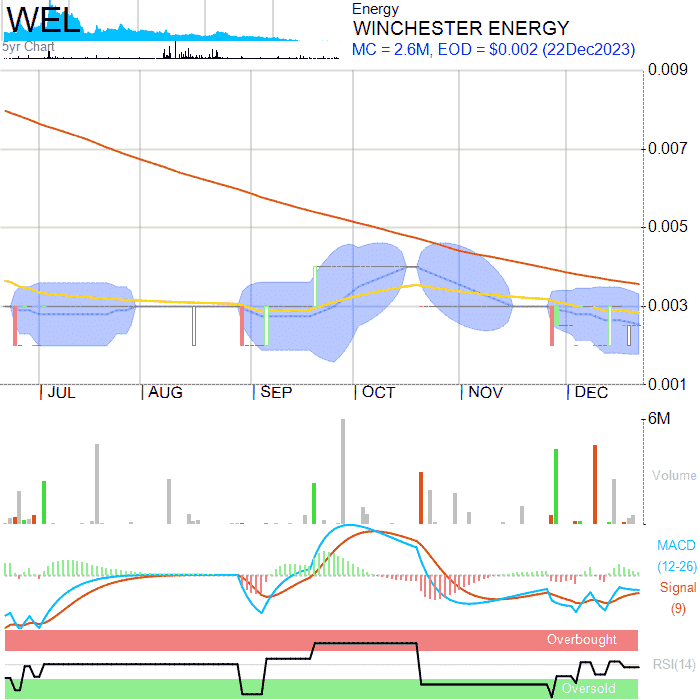 WEL
5yr Chart
Energy
WINCHESTER ENERGY
MC = 2.6M, EOD = $0.002 (22Dec2023)
0.009
0.007
0.005
0.003
0.001
JUL AUG SEP OCT NOV DEC
6M
Volume
MACD
(12-26)
Signal
(9)
Overbought
RSI(14)
Oversold